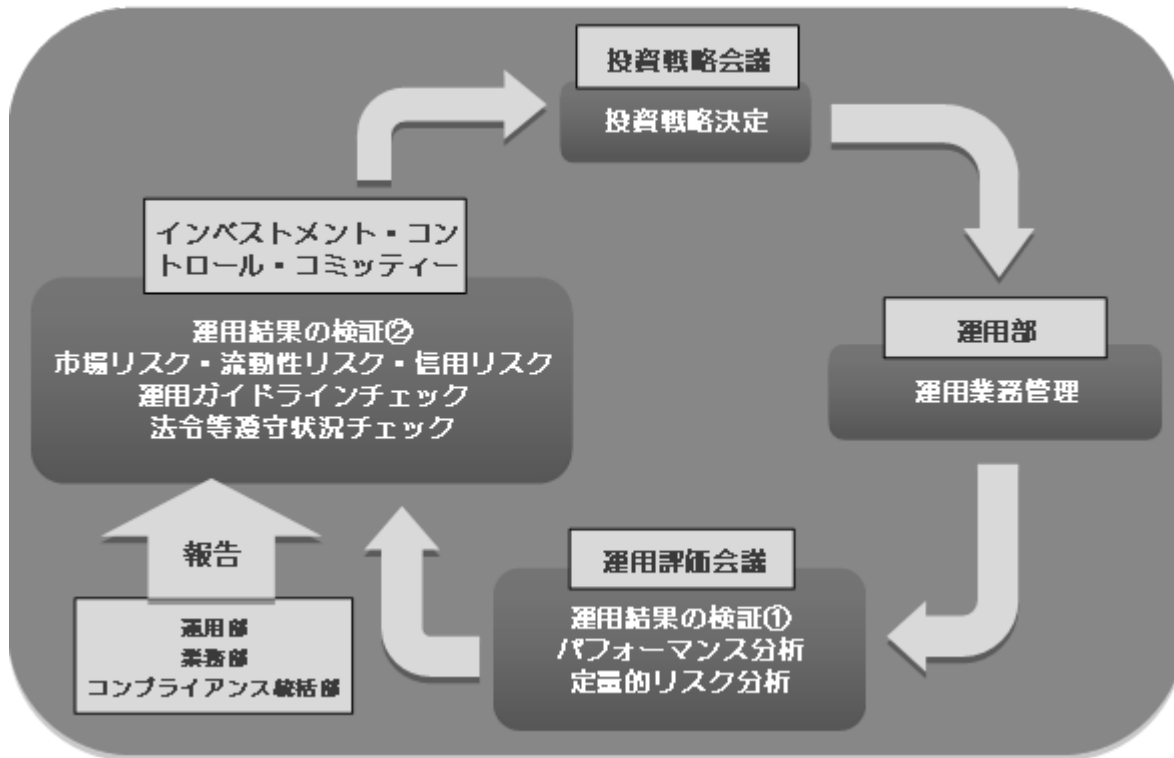 投資戦略会議
投資戦略決定
インベストメント・コン
トロール・コミッティー
運用結果の検証②
市場リスク・流動性リスク・信用リスク
運用ガイドラインチェック
法令等遵守状況チェック
運用部
運用業務管理
報告
運用部
業務部
コンプライアンス統括部
運用評価会議
運用結果の検証①
パフォーマンス分析
定量的リスク分析